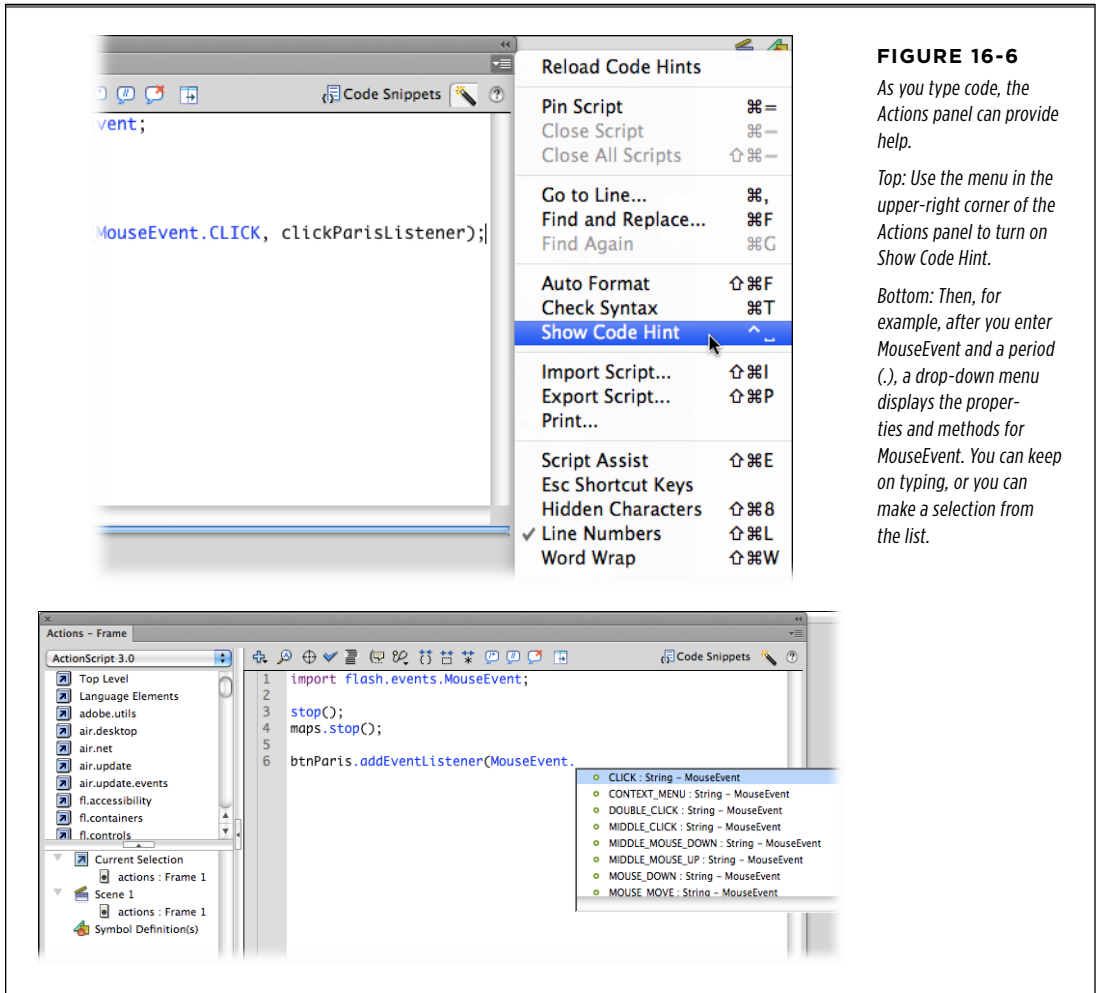 Code Snippets
vent;
MouseEvent.CLICK, clickParisListener);
Reload Code Hints
Pin Script ⌘=
Close Script ⌘–
Close All Scripts ⇧⌘–
Go to Line... ⌘,
Find and Replace... ⌘F
Find Again ⌘G
Auto Format ⇧⌘F
Check Syntax ⌘T
Show Code Hint ^␣
Import Script... ⇧⌘I
Export Script... ⇧⌘P
Print...
Script Assist ⇧⌘E
Esc Shortcut Keys
Hidden Characters ⇧⌘8
✓ Line Numbers ⇧⌘L
Word Wrap ⇧⌘W
FIGURE 16-6
As you type code, the
Actions panel can provide
help.
Top: Use the menu in the
upper-right corner of the
Actions panel to turn on
Show Code Hint.
Bottom: Then, for
example, after you enter
MouseEvent and a period
(.), a drop-down menu
displays the proper-
ties and methods for
MouseEvent. You can keep
on typing, or you can
make a selection from
the list.
Actions – Frame
ActionScript 3.0
Top Level
Language Elements
adobe.utils
air.desktop
air.net
air.update
air.update.events
fl.accessibility
fl.containers
fl.controls
Current Selection
actions : Frame 1
Scene 1
actions : Frame 1
Symbol Definition(s)
Code Snippets
1 import flash.events.MouseEvent;
2
3 stop();
4 maps.stop();
5
6 btnParis.addEventListener(MouseEvent.
CLICK : String – MouseEvent
CONTEXT_MENU : String – MouseEvent
DOUBLE_CLICK : String – MouseEvent
MIDDLE_CLICK : String – MouseEvent
MIDDLE_MOUSE_DOWN : String – MouseEvent
MIDDLE_MOUSE_UP : String – MouseEvent
MOUSE_DOWN : String – MouseEvent
MOUSE_MOVE : String – MouseEvent